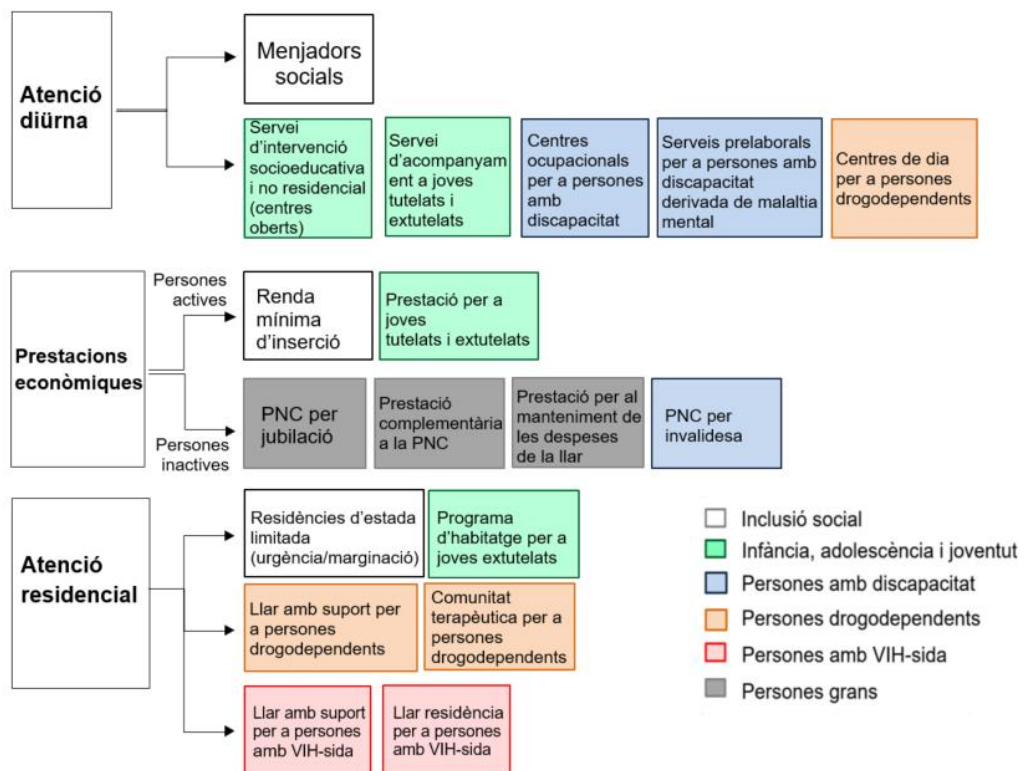 Atenció
diürna
Menjadors
socials
Servei
d'intervenció
socioeducativa
i no residencial
(centres
oberts)
Servei
d'acompanyam
ent a joves
tutelats i
extutelats
Centres
ocupacionals
per a persones
amb
discapacitat
Serveis prelaborals
per a persones amb
discapacitat
derivada de malaltia
mental
Centres de dia
per a persones
drogodependents
Prestacions
econòmiques
Persones
actives
Renda
mínima
d'inserció
Prestació per a
joves
tutelats i extutelats
Persones
inactives
PNC per
jubilació
Prestació
complementària
a la PNC
Prestació per al
manteniment de
les despeses
de la llar
PNC per
invalidesa
Atenció
residencial
Residències d'estada
limitada
(urgència/marginació)
Programa
d'habitatge per a
joves extutelats
Llar amb suport per
a persones
drogodependents
Comunitat
terapèutica per a
persones
drogodependents
Llar amb suport
per a persones
amb VIH-sida
Llar residència
per a persones
amb VIH-sida
Inclusió social
Infància, adolescència i joventut
Persones amb discapacitat
Persones drogodependents
Persones amb VIH-sida
Persones grans